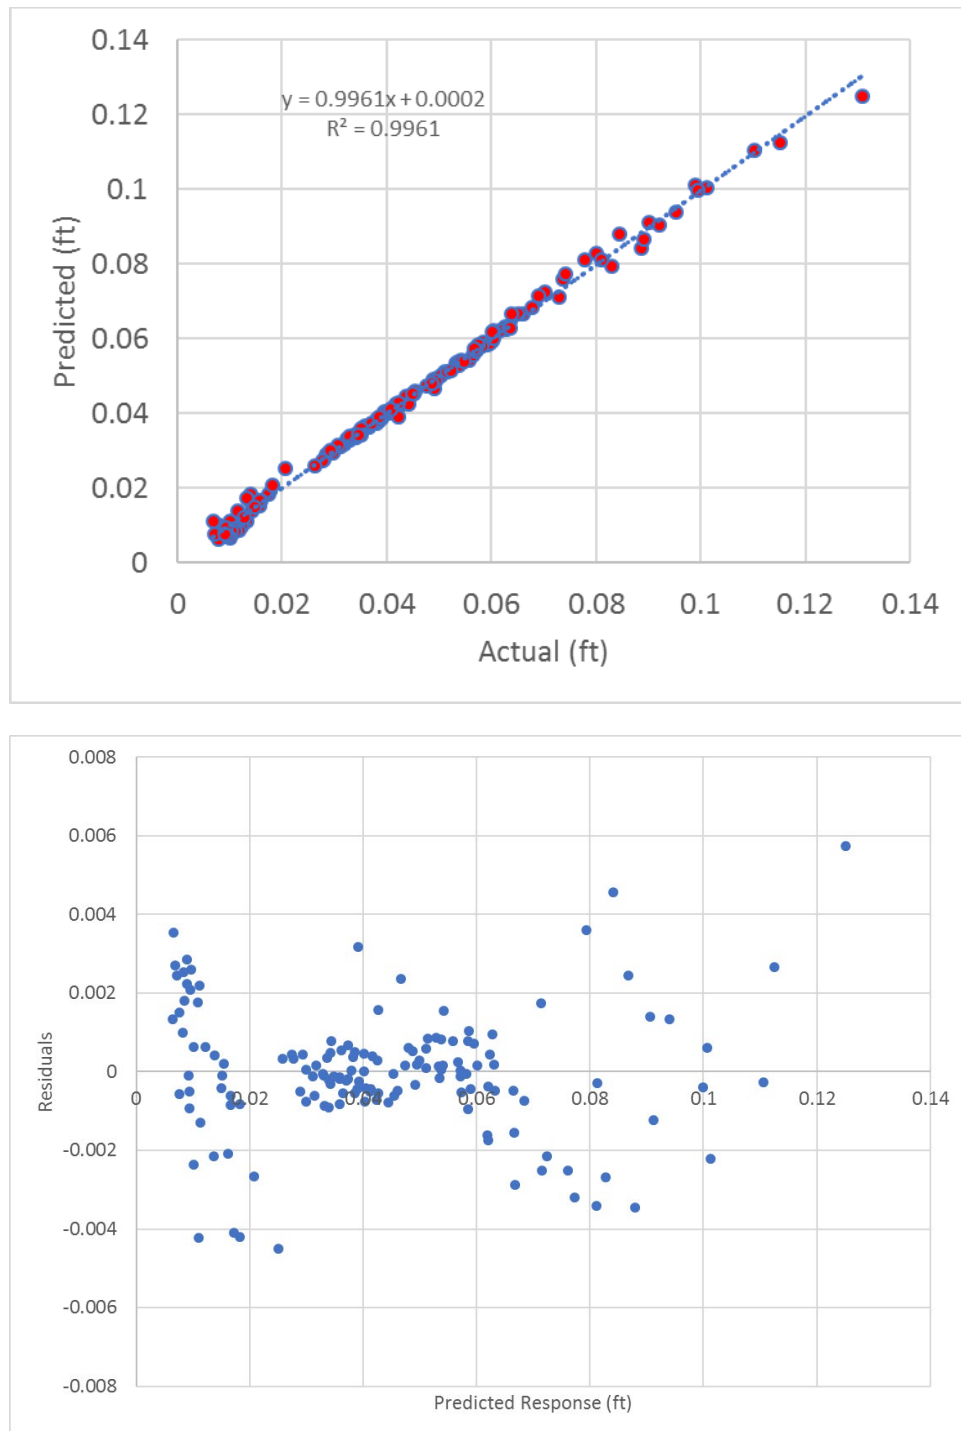 0.14
y = 0.9961x + 0.0002
R² = 0.9961
0.12
0.1
0.08
0.06
0.04
0.02
0
Predicted (ft)
0 0.02 0.04 0.06 0.08 0.1 0.12 0.14
Actual (ft)
0.008
0.006
0.004
0.002
0
-0.002
-0.004
-0.006
-0.008
Residuals
0 0.02 0.04 0.06 0.08 0.1 0.12 0.14
Predicted Response (ft)